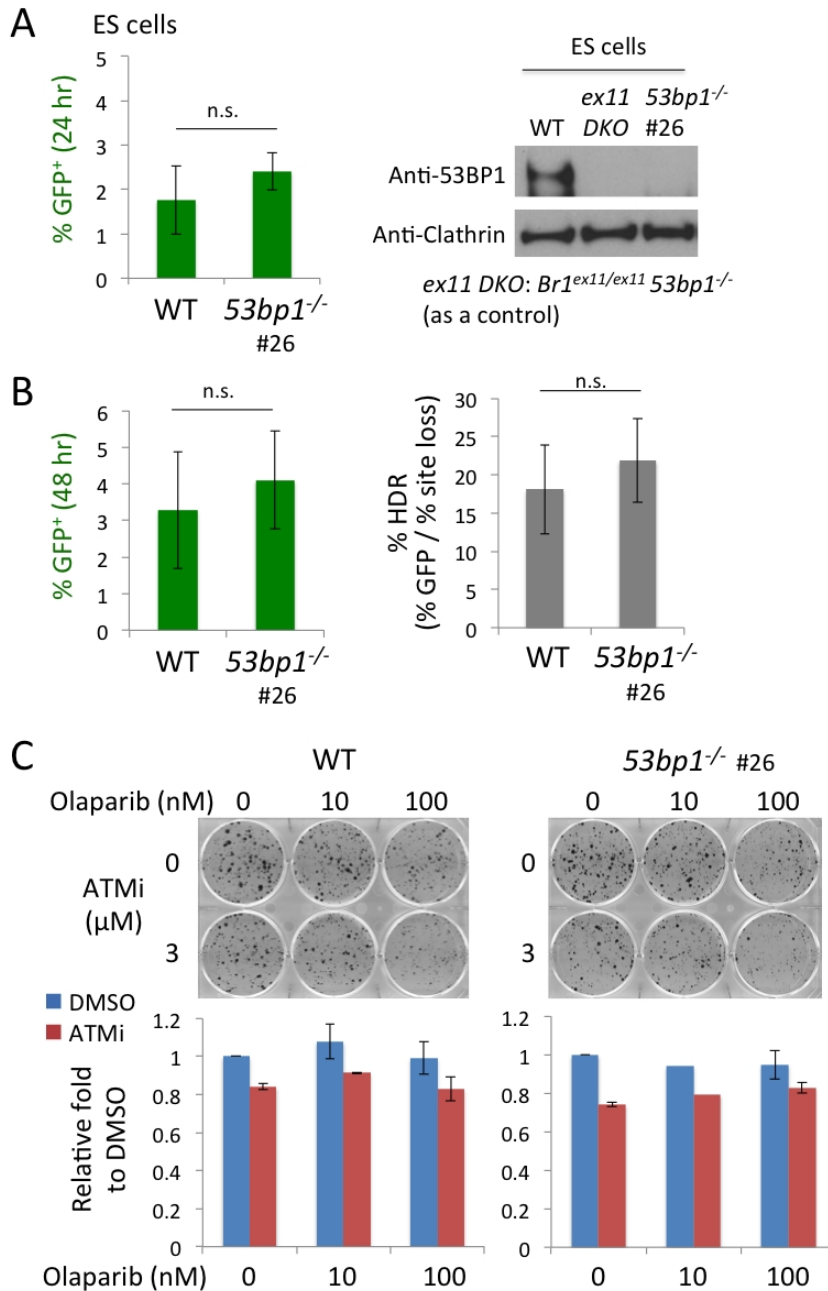 A
ES cells
% GFP+ (24 hr)
5
4
3
2
1
0
n.s.
WT
53bp1-/-
#26
ES cells
ex11 53bp1-/-
WT DKO #26
Anti-53BP1
Anti-Clathrin
ex11 DKO: Br1ex11/ex11 53bp1-/-
(as a control)
B
% GFP+ (48 hr)
6
5
4
3
2
1
0
n.s.
WT
53bp1-/-
#26
% HDR
(% GFP / % site loss)
30
25
20
15
10
5
0
n.s.
WT
53bp1-/-
#26
C
WT
53bp1-/- #26
Olaparib (nM) 0 10 100
0 10 100
ATMi
(μM)
0
3
0
3
DMSO
ATMi
Relative fold
to DMSO
1.2
1
0.8
0.6
0.4
0.2
0
1.2
1
0.8
0.6
0.4
0.2
0
Olaparib (nM) 0 10 100
0 10 100